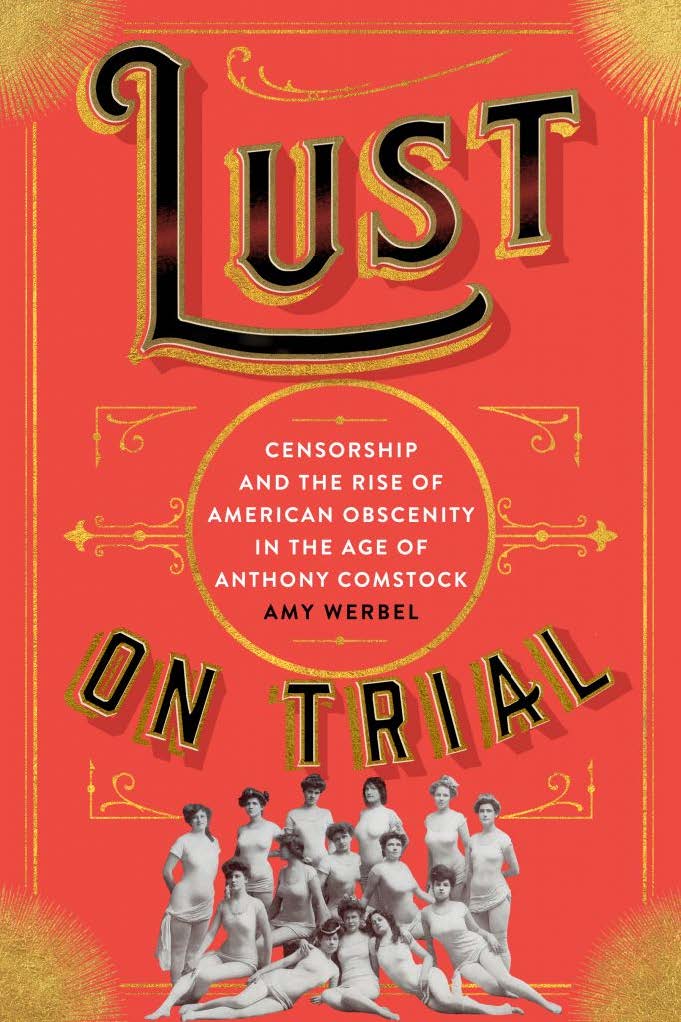 LUST
CENSORSHIP
AND THE RISE OF
AMERICAN OBSCENITY
IN THE AGE OF
ANTHONY COMSTOCK
AMY WERBEL
ON TRIAL